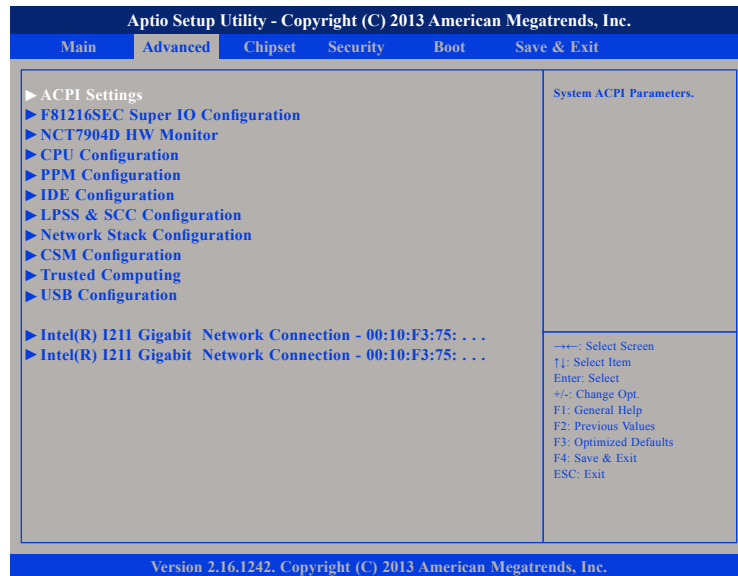 Aptio Setup Utility - Copyright (C) 2013 American Megatrends, Inc.
Main Advanced Chipset Security Boot Save & Exit
▶ ACPI Settings
▶ F81216SEC Super IO Configuration
▶ NCT7904D HW Monitor
▶ CPU Configuration
▶ PPM Configuration
▶ IDE Configuration
▶ LPSS & SCC Configuration
▶ Network Stack Configuration
▶ CSM Configuration
▶ Trusted Computing
▶ USB Configuration
▶ Intel(R) I211 Gigabit Network Connection - 00:10:F3:75: . . .
▶ Intel(R) I211 Gigabit Network Connection - 00:10:F3:75: . . .
System ACPI Parameters.
→←: Select Screen
↑↓: Select Item
Enter: Select
+/-: Change Opt.
F1: General Help
F2: Previous Values
F3: Optimized Defaults
F4: Save & Exit
ESC: Exit
Version 2.16.1242. Copyright (C) 2013 American Megatrends, Inc.